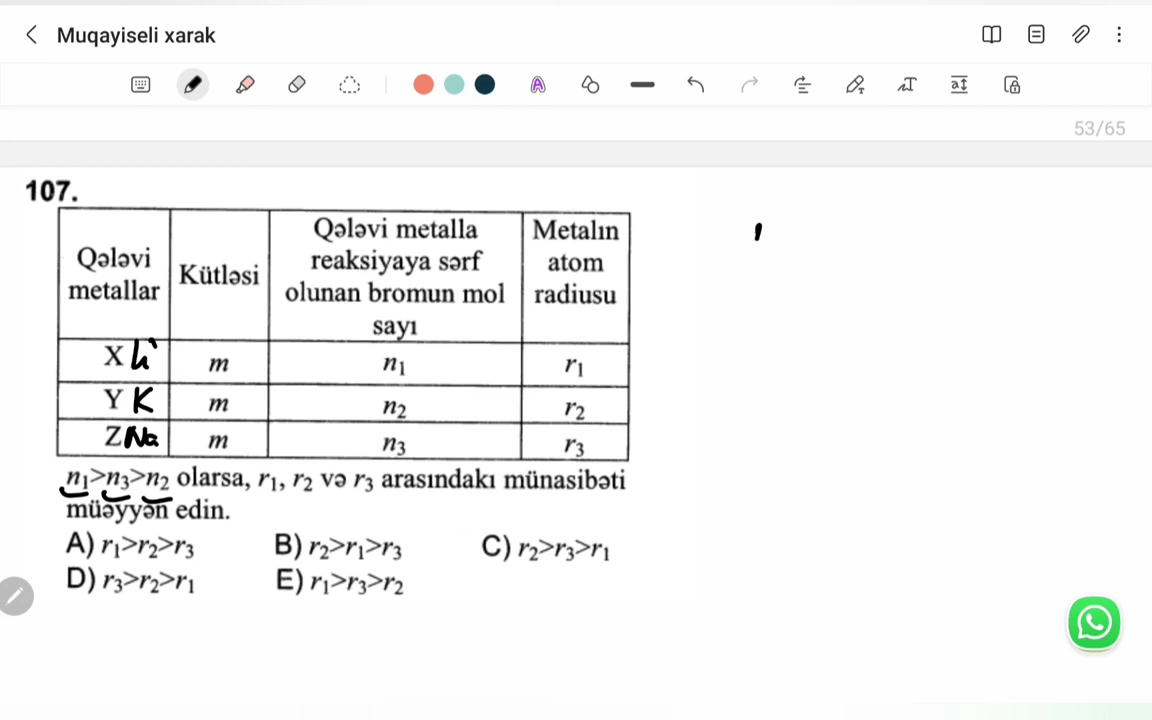 Muqayiseli xarak
53/65
107.
Qələvi metallar
Kütləsi
Qələvi metalla reaksiyaya sərf olunan bromun mol sayı
Metalın atom radiusu
X Li m n₁ r₁
Y K m n₂ r₂
Z Na m n₃ r₃
n₁>n₃>n₂ olarsa, r₁, r₂ və r₃ arasındakı münasibəti
müəyyən edin.
A) r₁>r₂>r₃ B) r₂>r₁>r₃ C) r₂>r₃>r₁
D) r₃>r₂>r₁ E) r₁>r₃>r₂